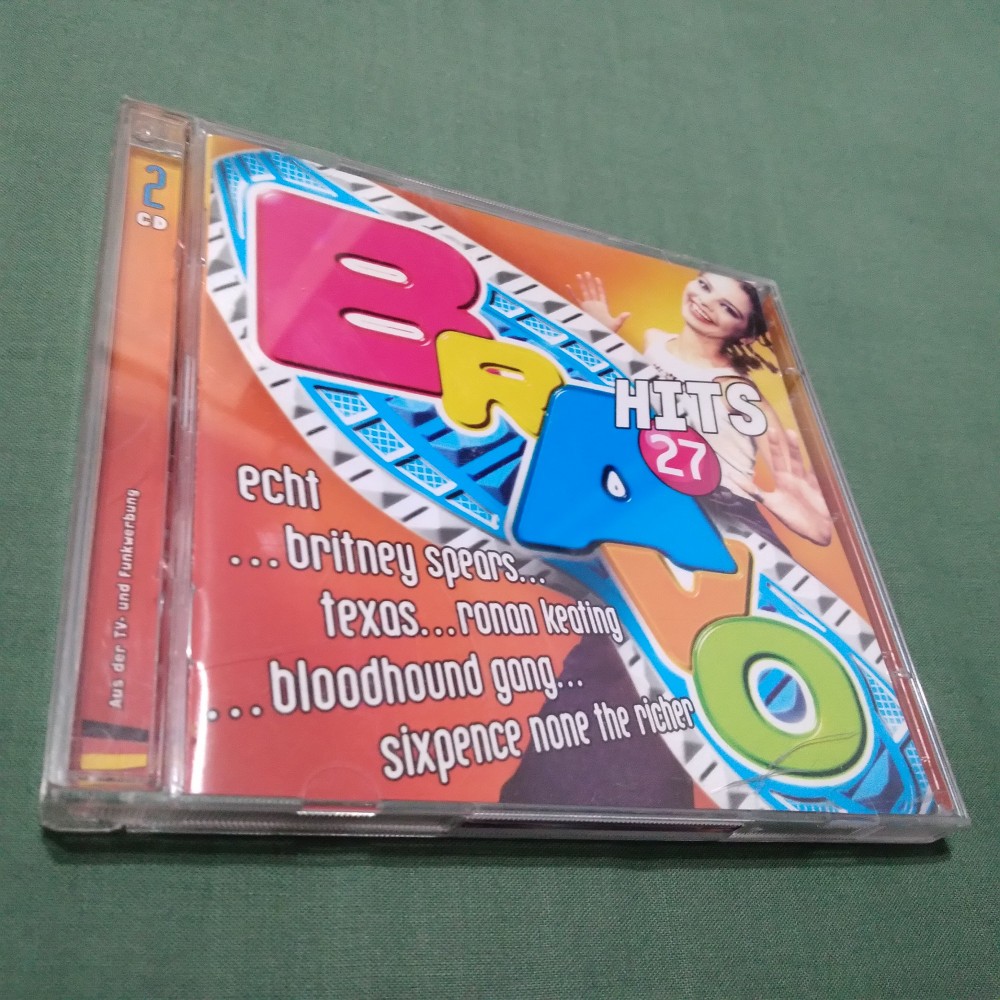 2
CD
Aus der TV- und Funkwerbung
BRAVO
HITS
27
echt
...britney spears...
texas...ronan keating
...bloodhound gang...
sixpence none the richer